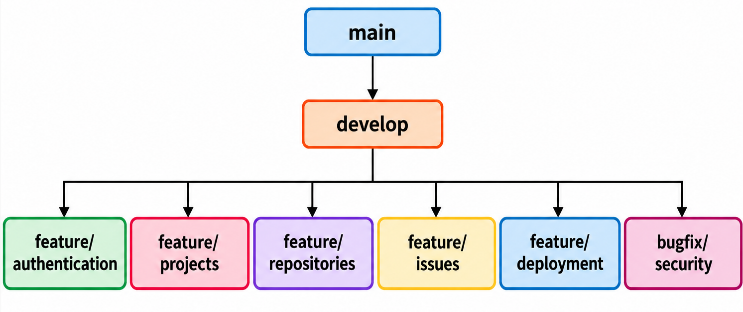 main
develop
feature/
authentication
feature/
projects
feature/
repositories
feature/
issues
feature/
deployment
bugfix/
security